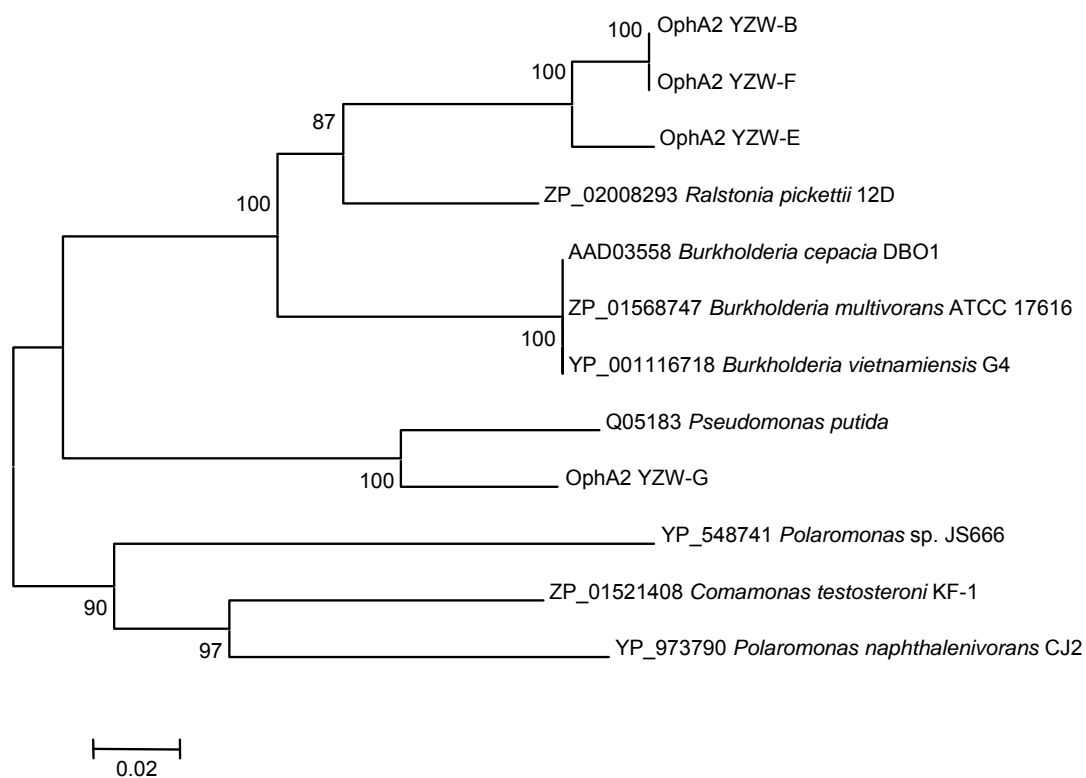 100
OphA2 YZW-B
100
OphA2 YZW-F
87
OphA2 YZW-E
100
ZP_02008293 Ralstonia pickettii 12D
AAD03558 Burkholderia cepacia DBO1
ZP_01568747 Burkholderia multivorans ATCC 17616
100
YP_001116718 Burkholderia vietnamiensis G4
Q05183 Pseudomonas putida
100
OphA2 YZW-G
YP_548741 Polaromonas sp. JS666
90
ZP_01521408 Comamonas testosteroni KF-1
97
YP_973790 Polaromonas naphthalenivorans CJ2
0.02